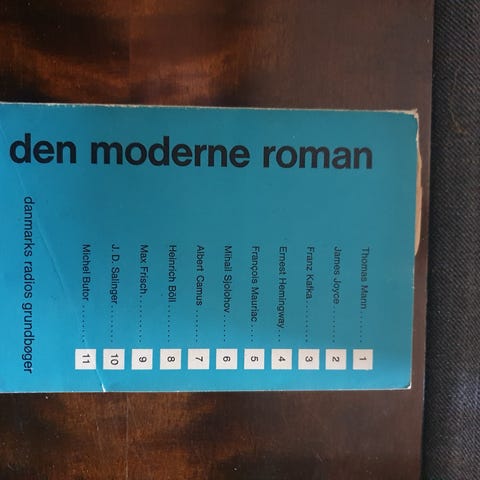 den moderne roman
Thomas Mann........ 1
James Joyce........ 2
Franz Kafka........ 3
Ernest Hemingway.... 4
François Mauriac..... 5
Mihail Sjolohov...... 6
Albert Camus....... 7
Heinrich Böll........ 8
Max Frisch......... 9
J. D. Salinger........ 10
Michel Butor........ 11
danmarks radios grundbøger